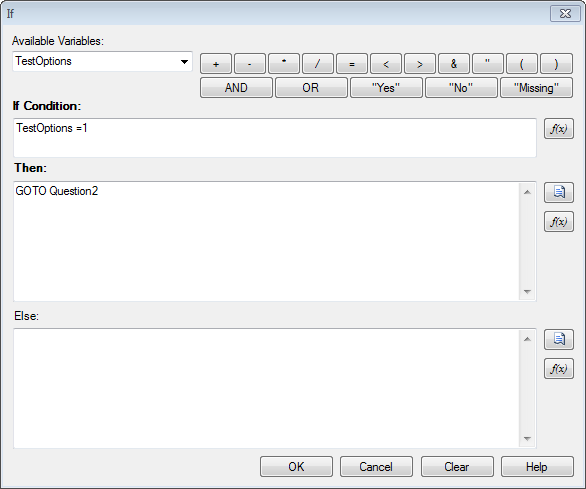 If
Available Variables:
TestOptions
+ - * / = < > & " ( )
AND OR "Yes" "No" "Missing"
If Condition:
TestOptions =1
f(x)
Then:
GOTO Question2
f(x)
Else:
f(x)
OK Cancel Clear Help